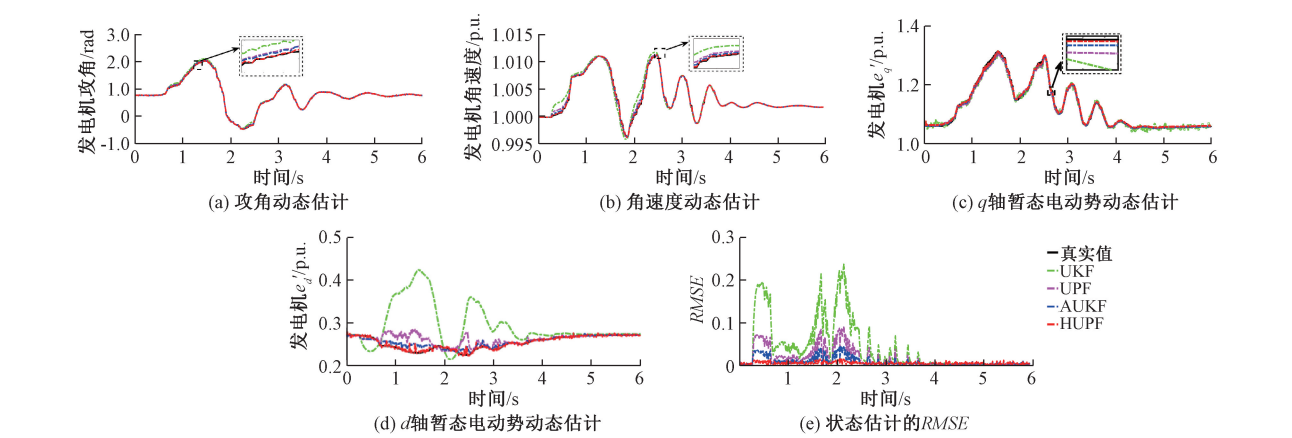 发电机攻角/rad
3.0
2.0
1.0
0
-1.0
0 1 2 3 4 5 6
时间/s
(a) 攻角动态估计
发电机角速度/p.u.
1.015
1.010
1.005
1.000
0.995
0 1 2 3 4 5 6
时间/s
(b) 角速度动态估计
发电机eq'/p.u.
1.4
1.2
1.0
0 1 2 3 4 5 6
时间/s
(c) q轴暂态电动势动态估计
发电机ed'/p.u.
0.5
0.4
0.3
0.2
0 1 2 3 4 5 6
时间/s
(d) d轴暂态电动势动态估计
RMSE
0.3
0.2
0.1
0
1 2 3 4 5 6
时间/s
(e) 状态估计的RMSE
真实值
UKF
UPF
AUKF
HUPF